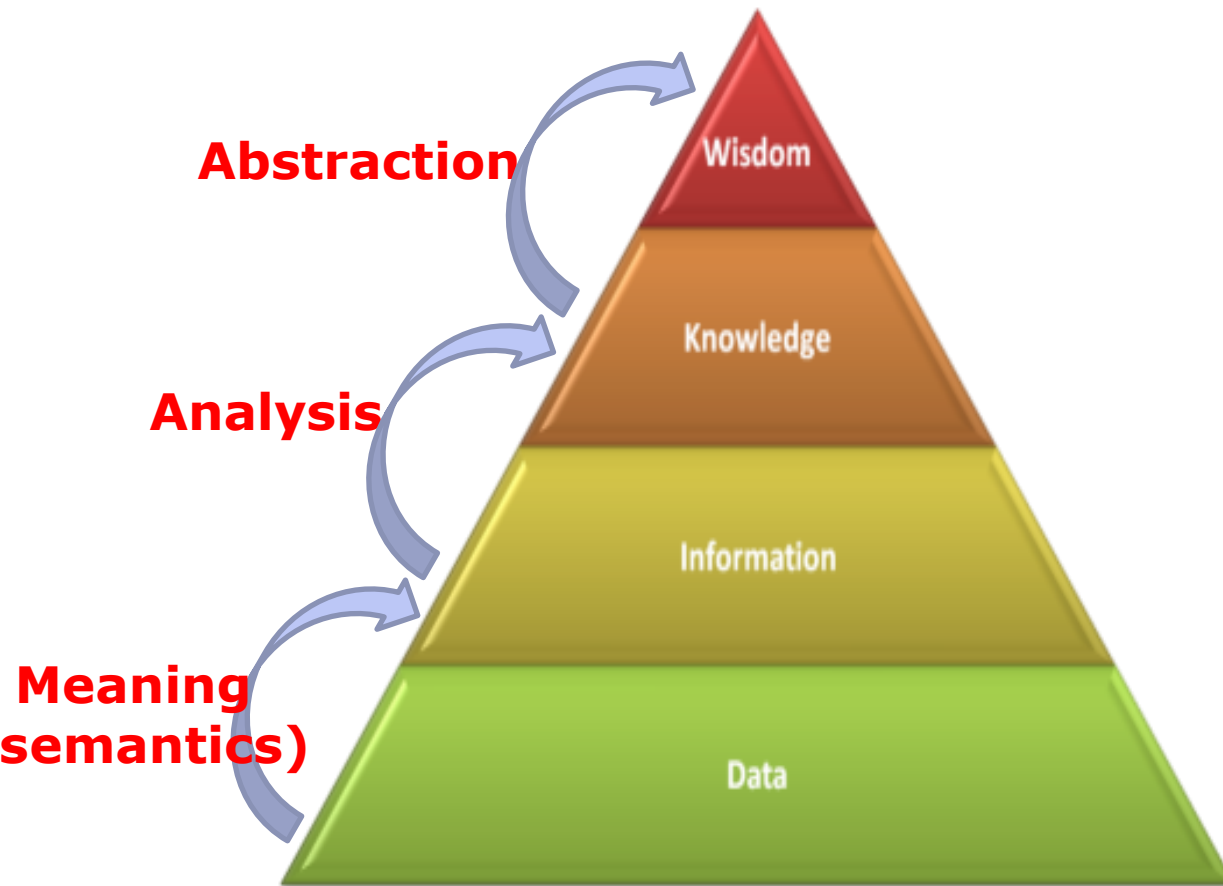 Abstraction
Wisdom
Knowledge
Analysis
Information
Meaning
semantics)
Data